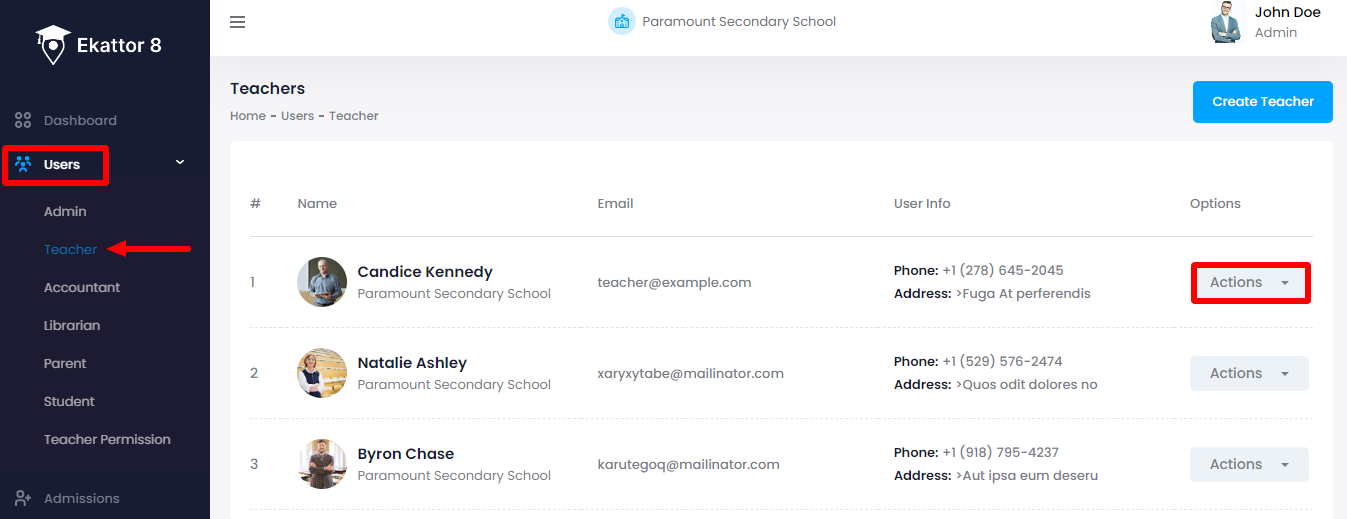 Ekattor 8
Paramount Secondary School
John Doe
Admin
Dashboard
Users
Admin
Teacher
Accountant
Librarian
Parent
Student
Teacher Permission
Admissions
Teachers
Home - Users - Teacher
Create Teacher
# Name Email User Info Options
1 Candice Kennedy
Paramount Secondary School
teacher@example.com
Phone: +1 (278) 645-2045
Address: >Fuga At perferendis
Actions
2 Natalie Ashley
Paramount Secondary School
xaryxytabe@mailinator.com
Phone: +1 (529) 576-2474
Address: >Quos odit dolores no
Actions
3 Byron Chase
Paramount Secondary School
karutegoq@mailinator.com
Phone: +1 (918) 795-4237
Address: >Aut ipsa eum deseru
Actions